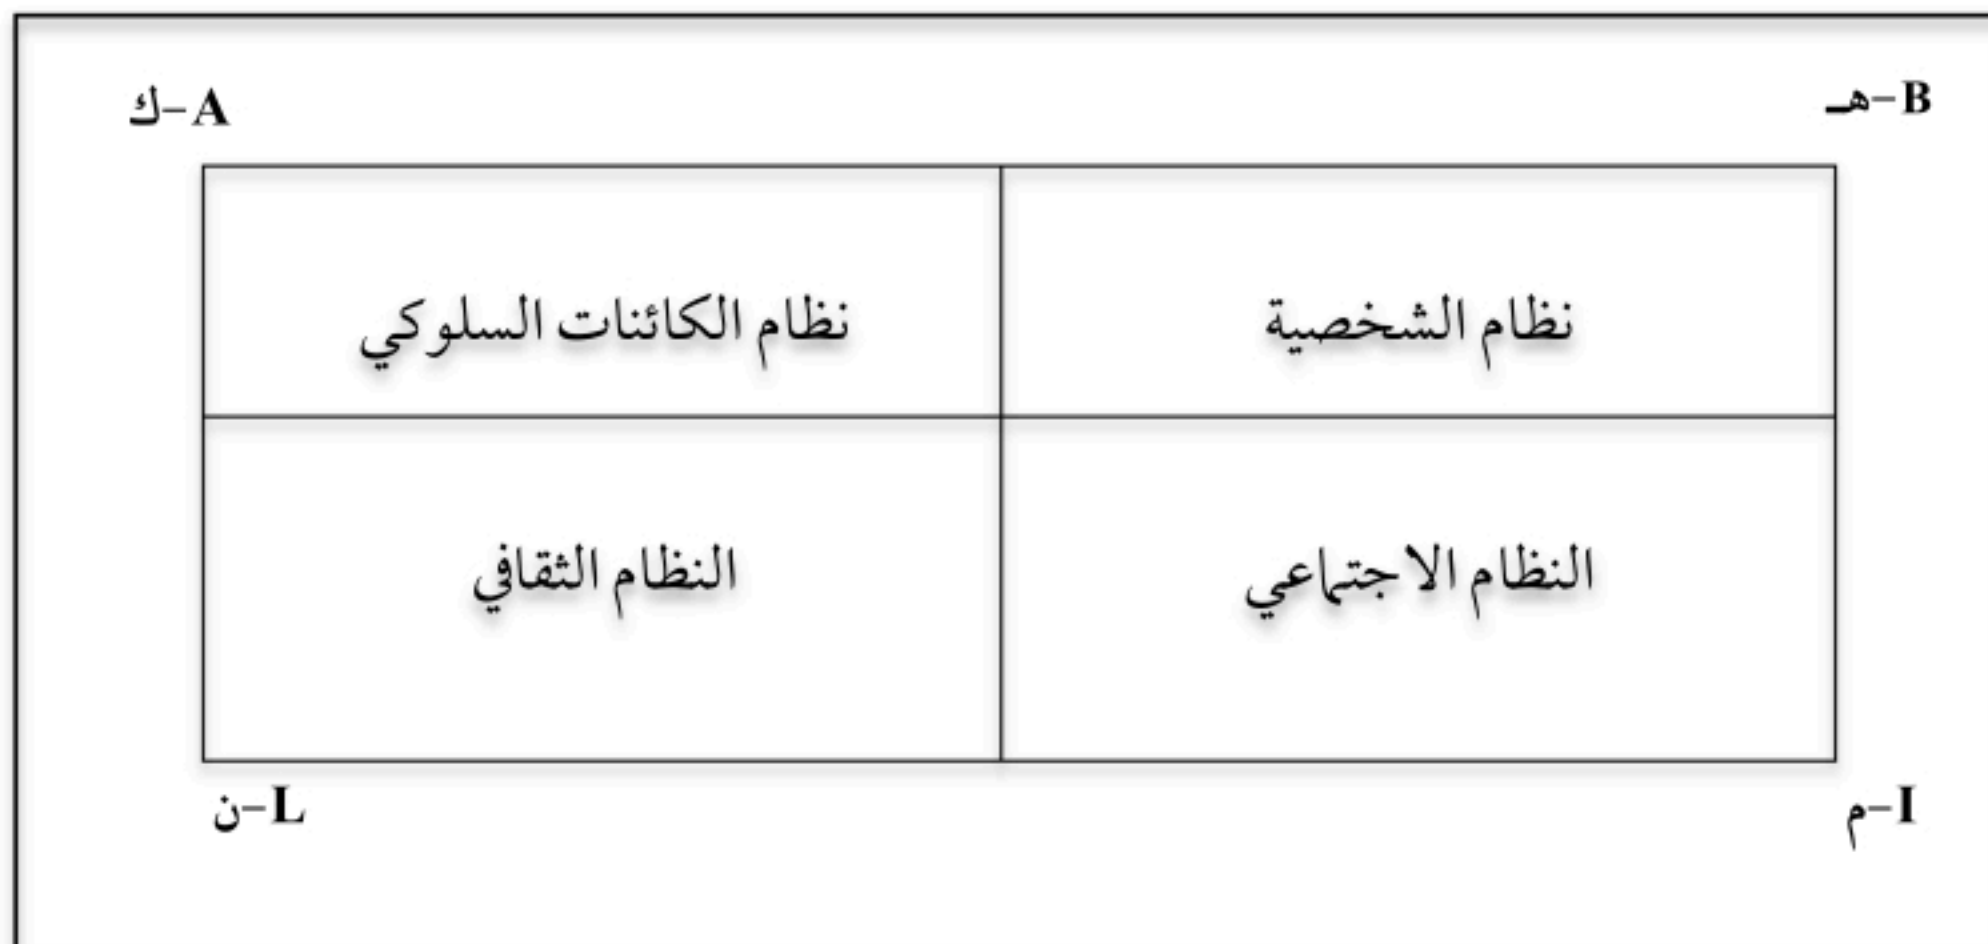 هـ-B
ك-A
نظام الشخصية
نظام الكائنات السلوكي
النظام الاجتماعي
النظام الثقافي
م-I
ن-L